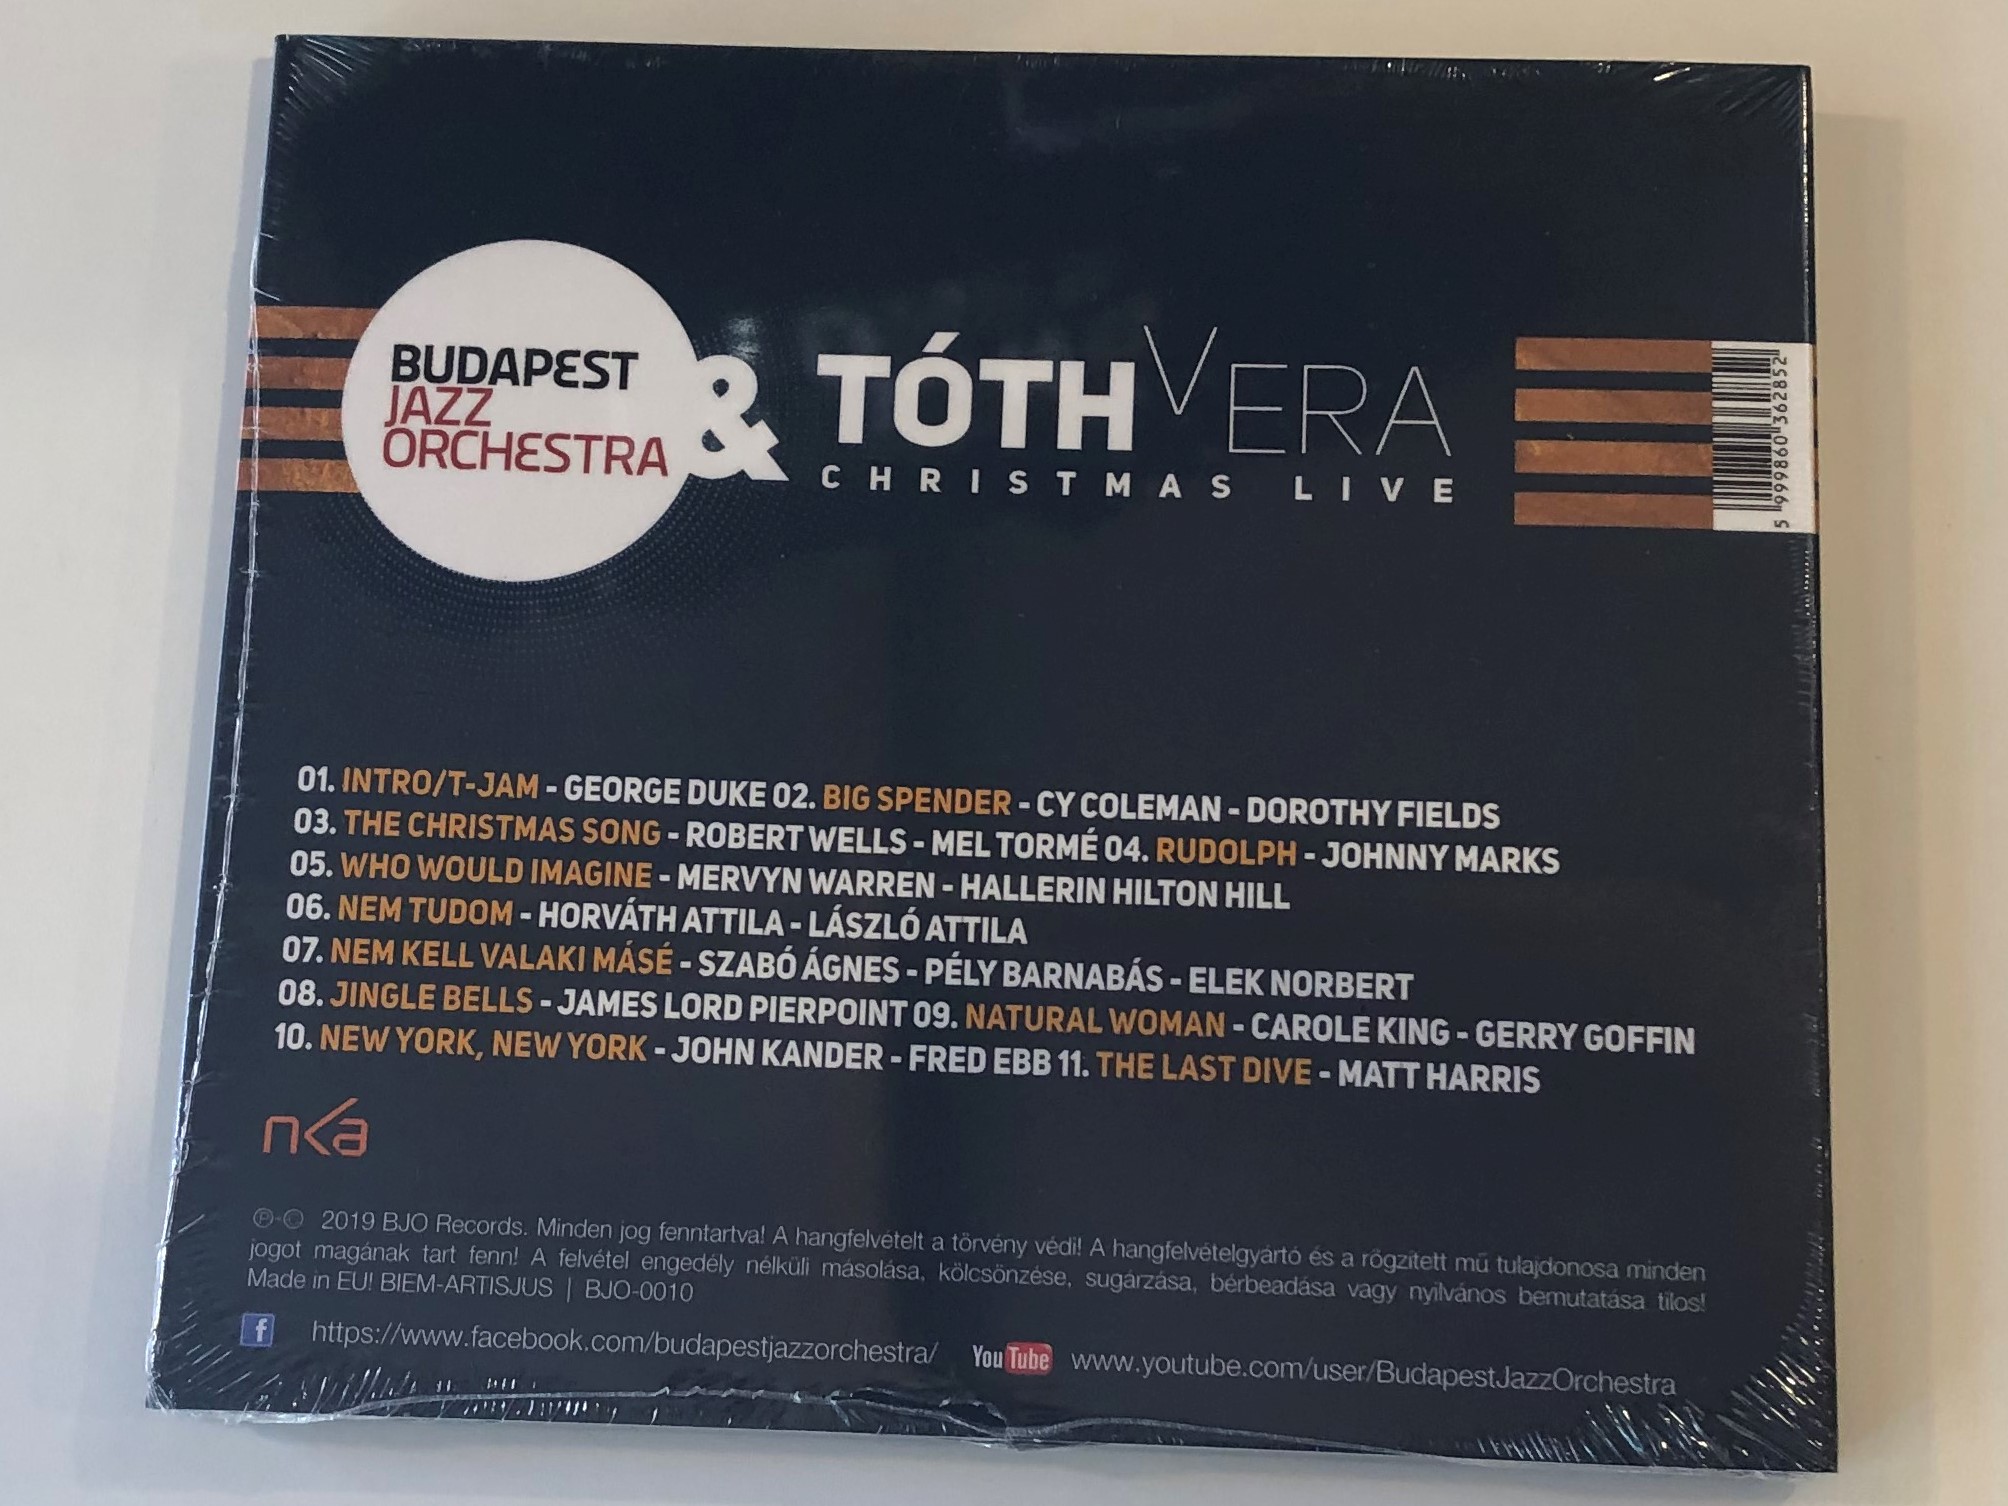 BUDAPEST
JAZZ
ORCHESTRA
& TÓTH VERA
CHRISTMAS LIVE
5 999860 362852
01. INTRO/T-JAM - GEORGE DUKE 02. BIG SPENDER - CY COLEMAN - DOROTHY FIELDS
03. THE CHRISTMAS SONG - ROBERT WELLS - MEL TORMÉ 04. RUDOLPH - JOHNNY MARKS
05. WHO WOULD IMAGINE - MERVYN WARREN - HALLERIN HILTON HILL
06. NEM TUDOM - HORVÁTH ATTILA - LÁSZLÓ ATTILA
07. NEM KELL VALAKI MÁSÉ - SZABÓ ÁGNES - PÉLY BARNABÁS - ELEK NORBERT
08. JINGLE BELLS - JAMES LORD PIERPOINT 09. NATURAL WOMAN - CAROLE KING - GERRY GOFFIN
10. NEW YORK, NEW YORK - JOHN KANDER - FRED EBB 11. THE LAST DIVE - MATT HARRIS
nka
℗-© 2019 BJO Records. Minden jog fenntartva! A hangfelvételt a törvény védi! A hangfelvételgyártó és a rögzített mű tulajdonosa minden
jogot magának tart fenn! A felvétel engedély nélküli másolása, kölcsönzése, sugárzása, bérbeadása vagy nyilvános bemutatása tilos!
Made in EU! BIEM-ARTISJUS | BJO-0010
f https://www.facebook.com/budapestjazzorchestra/ YouTube www.youtube.com/user/BudapestJazzOrchestra